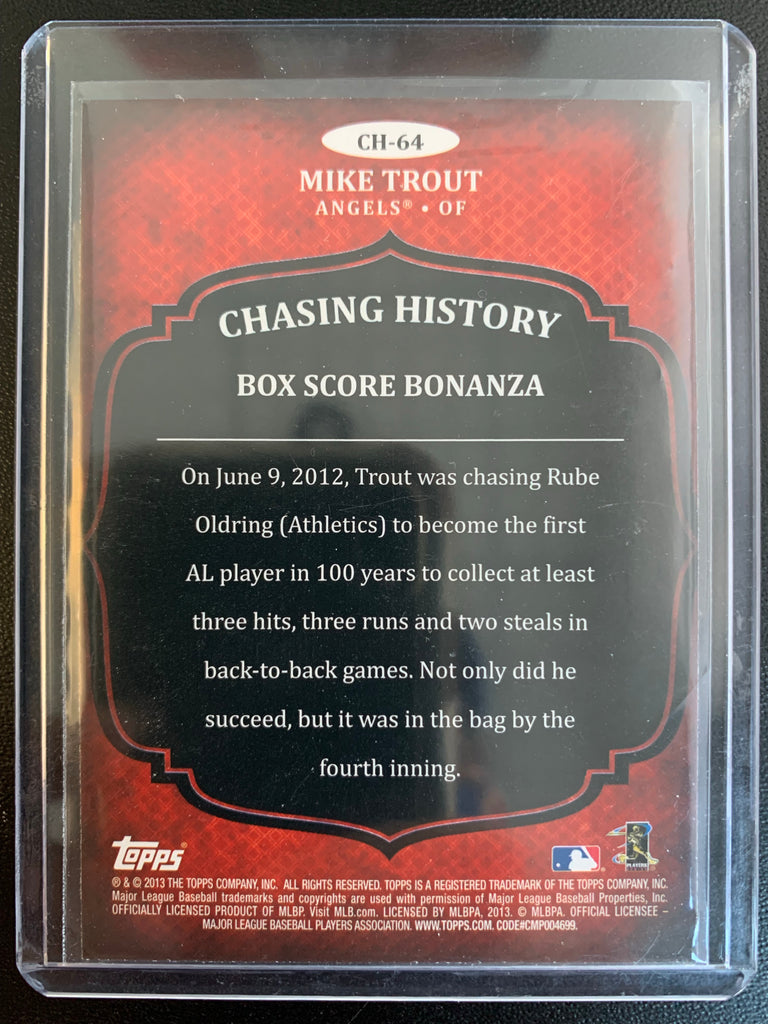 CH-64
MIKE TROUT
ANGELS® • OF
CHASING HISTORY
BOX SCORE BONANZA
On June 9, 2012, Trout was chasing Rube
Oldring (Athletics) to become the first
AL player in 100 years to collect at least
three hits, three runs and two steals in
back-to-back games. Not only did he
succeed, but it was in the bag by the
fourth inning.
TOPPS®
PLAYERS
® & © 2013 THE TOPPS COMPANY, INC. ALL RIGHTS RESERVED. TOPPS IS A REGISTERED TRADEMARK OF THE TOPPS COMPANY, INC.
Major League Baseball trademarks and copyrights are used with permission of Major League Baseball Properties, Inc.
OFFICIALLY LICENSED PRODUCT OF MLBP. Visit MLB.com. LICENSED BY MLBPA, 2013. © MLBPA. OFFICIAL LICENSEE –
MAJOR LEAGUE BASEBALL PLAYERS ASSOCIATION. WWW.TOPPS.COM. CODE#CMP004699.